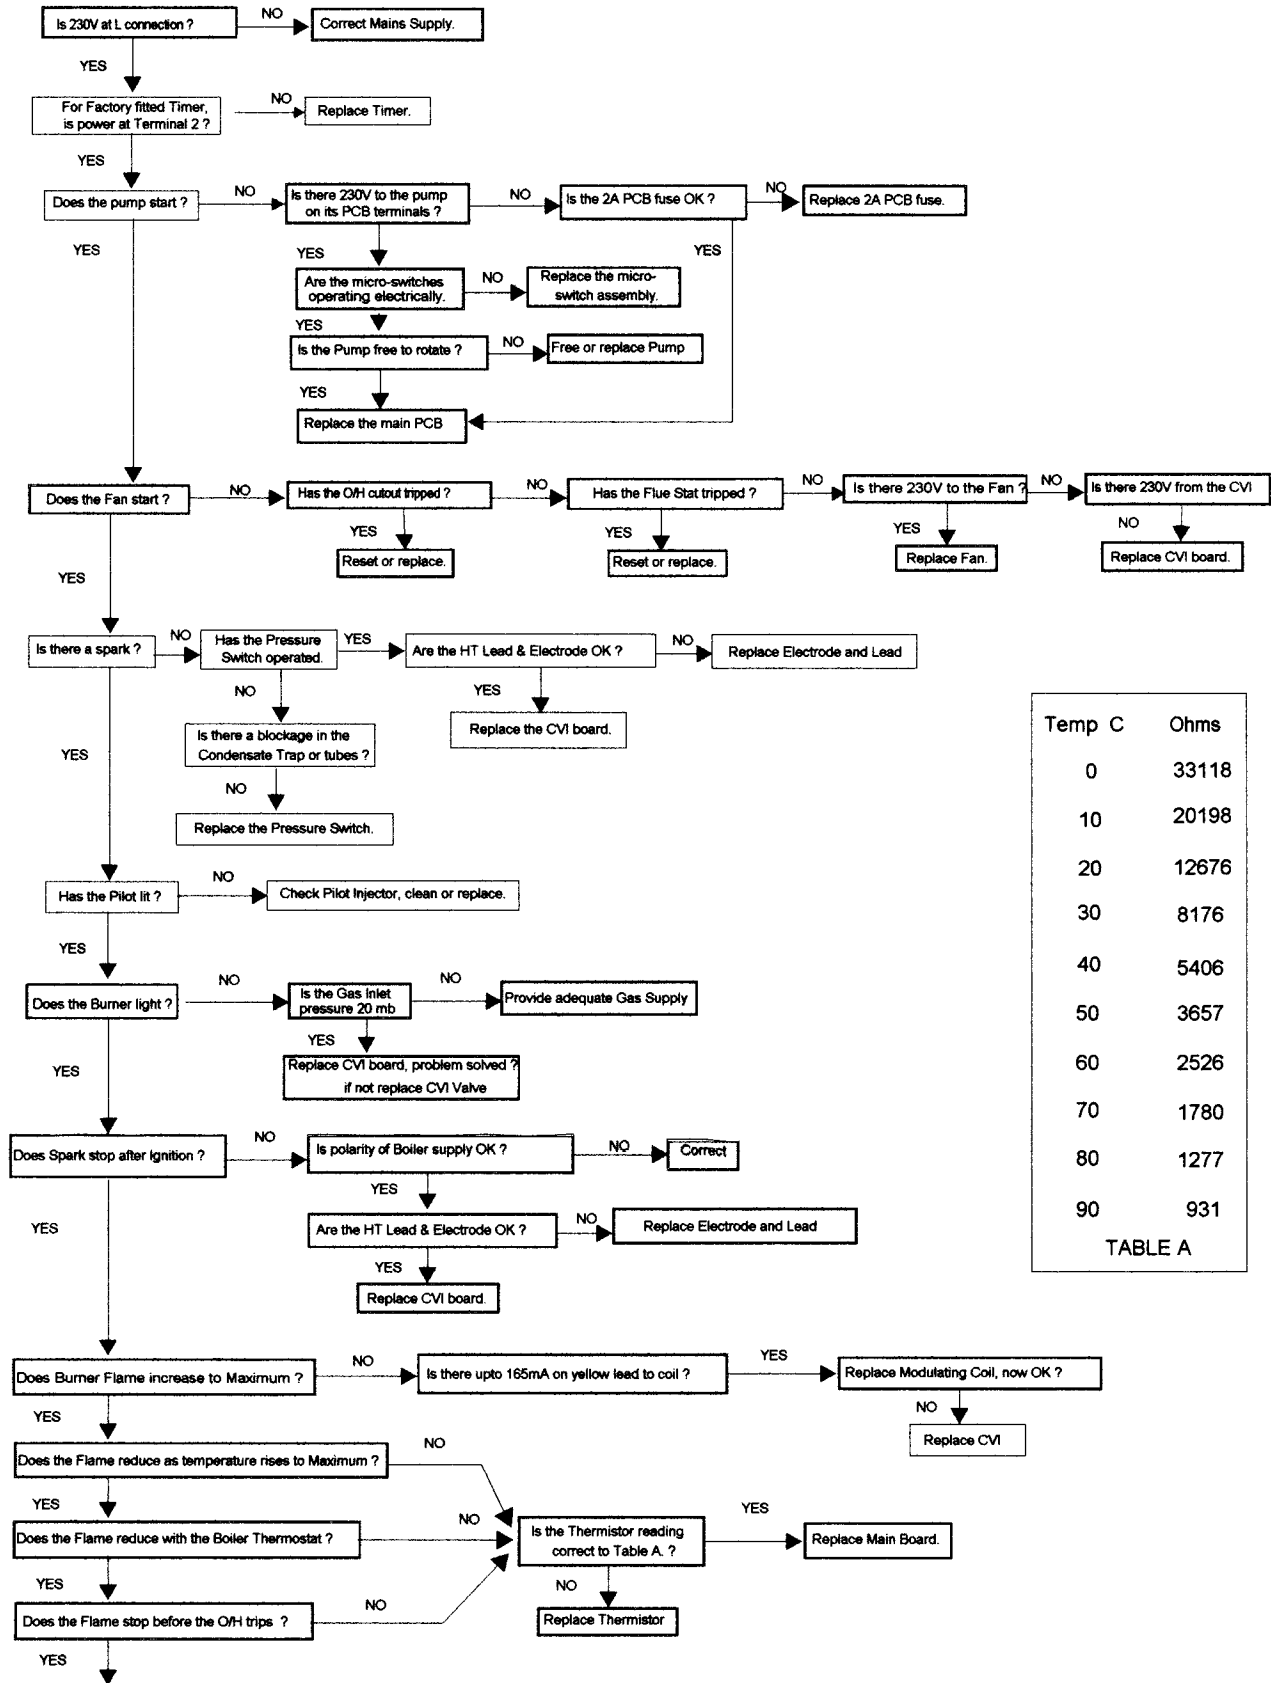 Is 230V at L connection ?
NO
Correct Mains Supply.
YES
For Factory fitted Timer,
is power at Terminal 2 ?
NO
Replace Timer.
YES
Does the pump start ?
NO
Is there 230V to the pump
on its PCB terminals ?
NO
Is the 2A PCB fuse OK ?
NO
Replace 2A PCB fuse.
YES
YES
YES
Are the micro-switches
operating electrically.
NO
Replace the micro-
switch assembly.
YES
Is the Pump free to rotate ?
NO
Free or replace Pump
YES
Replace the main PCB
Does the Fan start ?
NO
Has the O/H cutout tripped ?
NO
Has the Flue Stat tripped ?
NO
Is there 230V to the Fan ?
NO
Is there 230V from the CVI
YES
Reset or replace.
YES
Reset or replace.
YES
Replace Fan.
NO
Replace CVI board.
YES
Is there a spark ?
NO
Has the Pressure
Switch operated.
YES
Are the HT Lead & Electrode OK ?
NO
Replace Electrode and Lead
NO
YES
Replace the CVI board.
Is there a blockage in the
Condensate Trap or tubes ?
YES
NO
Replace the Pressure Switch.
Has the Pilot lit ?
NO
Check Pilot Injector, clean or replace.
YES
Does the Burner light ?
NO
Is the Gas Inlet
pressure 20 mb
NO
Provide adequate Gas Supply
YES
Replace CVI board, problem solved ?
if not replace CVI Valve
YES
Does Spark stop after Ignition ?
NO
Is polarity of Boiler supply OK ?
NO
Correct
YES
Are the HT Lead & Electrode OK ?
NO
Replace Electrode and Lead
YES
YES
Replace CVI board.
Does Burner Flame increase to Maximum ?
NO
Is there upto 165mA on yellow lead to coil ?
YES
Replace Modulating Coil, now OK ?
NO
Replace CVI
YES
Does the Flame reduce as temperature rises to Maximum ?
NO
YES
Does the Flame reduce with the Boiler Thermostat ?
NO
Is the Thermistor reading
correct to Table A. ?
YES
Replace Main Board.
NO
Replace Thermistor
YES
Does the Flame stop before the O/H trips ?
NO
YES
Temp C Ohms
0 33118
10 20198
20 12676
30 8176
40 5406
50 3657
60 2526
70 1780
80 1277
90 931
TABLE A